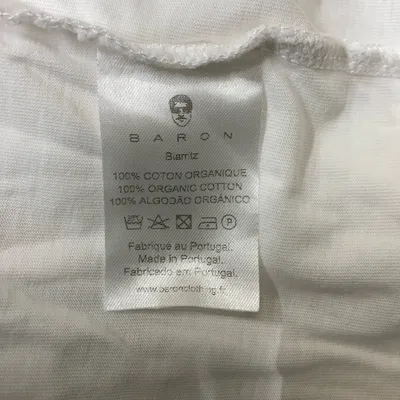 BARON
Biarritz
100% COTON ORGANIQUE
100% ORGANIC COTTON
100% ALGODÃO ORGÂNICO
P
Fabriqué au Portugal.
Made in Portugal.
Fabricado em Portugal.
www.baronclothing.fr